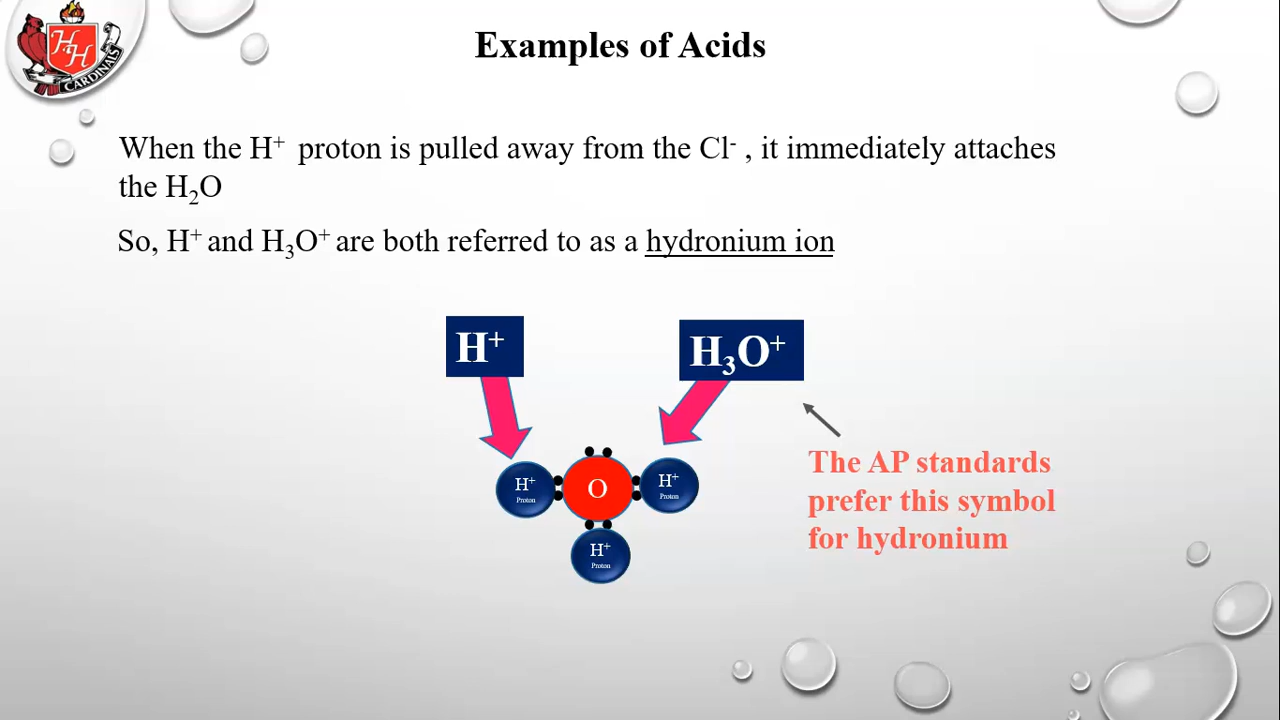 HH
CARDINALS
Examples of Acids
When the H⁺ proton is pulled away from the Cl⁻ , it immediately attaches
the H₂O
So, H⁺ and H₃O⁺ are both referred to as a hydronium ion
H⁺
H₃O⁺
H⁺
Proton
O
H⁺
Proton
H⁺
Proton
The AP standards
prefer this symbol
for hydronium